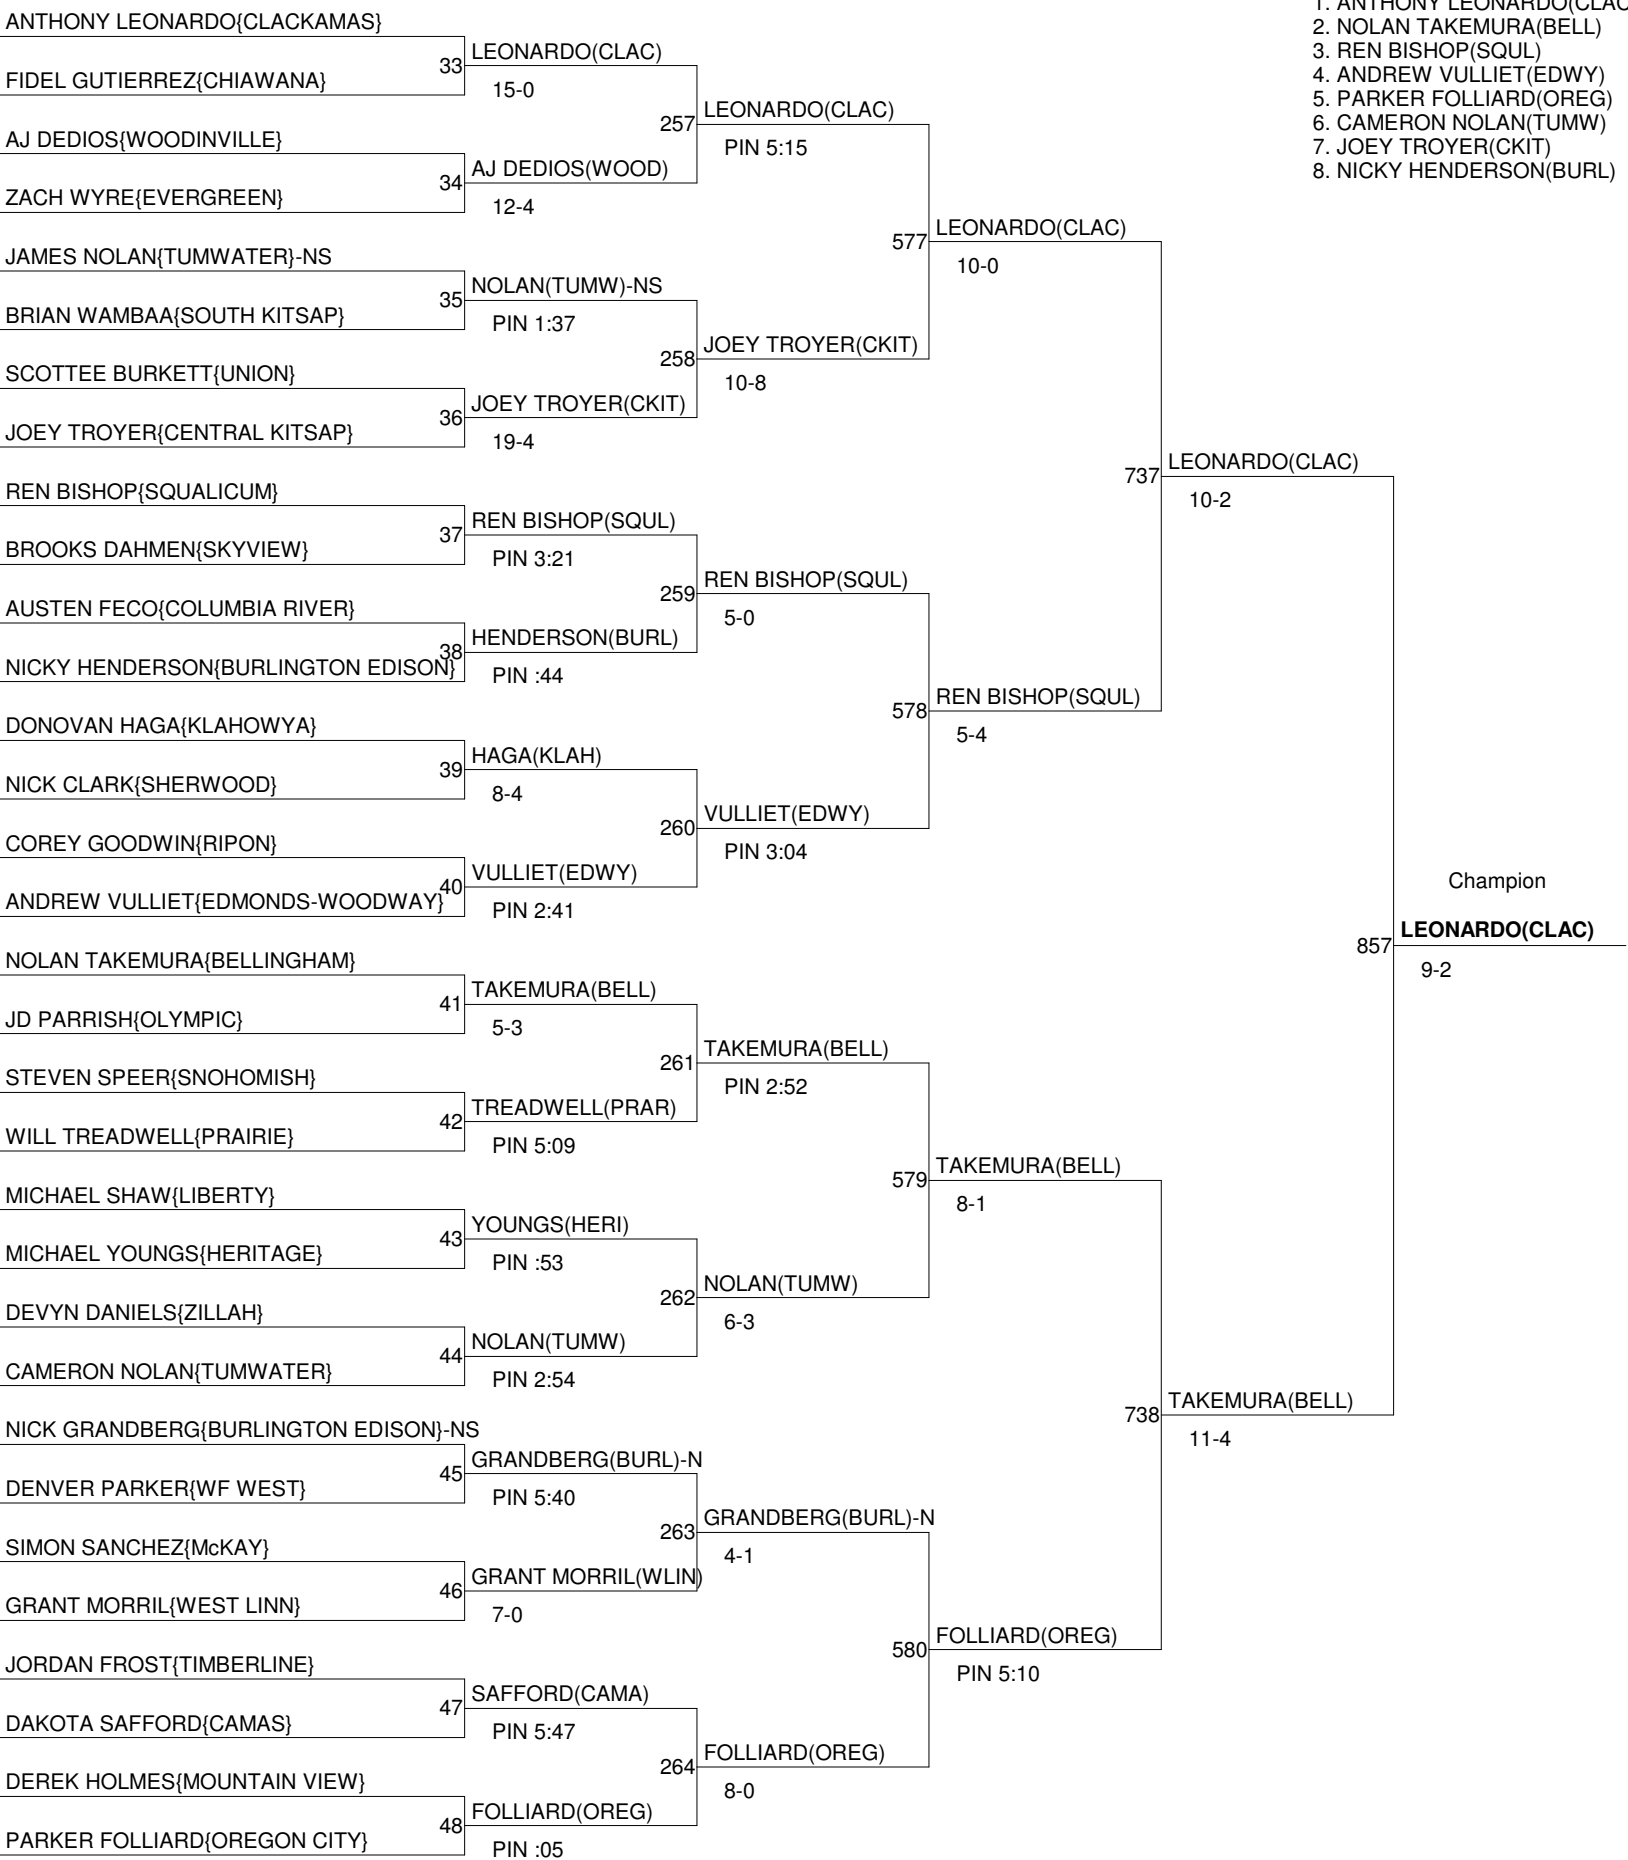 ANTHONY LEONARDO{CLACKAMAS}
FIDEL GUTIERREZ{CHIAWANA}
AJ DEDIOS{WOODINVILLE}
ZACH WYRE{EVERGREEN}
JAMES NOLAN{TUMWATER}-NS
BRIAN WAMBAA{SOUTH KITSAP}
SCOTTEE BURKETT{UNION}
JOEY TROYER{CENTRAL KITSAP}
REN BISHOP{SQUALICUM}
BROOKS DAHMEN{SKYVIEW}
AUSTEN FECO{COLUMBIA RIVER}
NICKY HENDERSON{BURLINGTON EDISON}
DONOVAN HAGA{KLAHOWYA}
NICK CLARK{SHERWOOD}
COREY GOODWIN{RIPON}
ANDREW VULLIET{EDMONDS-WOODWAY}
NOLAN TAKEMURA{BELLINGHAM}
JD PARRISH{OLYMPIC}
STEVEN SPEER{SNOHOMISH}
WILL TREADWELL{PRAIRIE}
MICHAEL SHAW{LIBERTY}
MICHAEL YOUNGS{HERITAGE}
DEVYN DANIELS{ZILLAH}
CAMERON NOLAN{TUMWATER}
NICK GRANDBERG{BURLINGTON EDISON}-NS
DENVER PARKER{WF WEST}
SIMON SANCHEZ{McKAY}
GRANT MORRIL{WEST LINN}
JORDAN FROST{TIMBERLINE}
DAKOTA SAFFORD{CAMAS}
DEREK HOLMES{MOUNTAIN VIEW}
PARKER FOLLIARD{OREGON CITY}
33 LEONARDO(CLAC)
15-0
34 AJ DEDIOS(WOOD)
12-4
35 NOLAN(TUMW)-NS
PIN 1:37
36 JOEY TROYER(CKIT)
19-4
37 REN BISHOP(SQUL)
PIN 3:21
38 HENDERSON(BURL)
PIN :44
39 HAGA(KLAH)
8-4
40 VULLIET(EDWY)
PIN 2:41
41 TAKEMURA(BELL)
5-3
42 TREADWELL(PRAR)
PIN 5:09
43 YOUNGS(HERI)
PIN :53
44 NOLAN(TUMW)
PIN 2:54
45 GRANDBERG(BURL)-N
PIN 5:40
46 GRANT MORRIL(WLIN)
7-0
47 SAFFORD(CAMA)
PIN 5:47
48 FOLLIARD(OREG)
PIN :05
257 LEONARDO(CLAC)
PIN 5:15
258 JOEY TROYER(CKIT)
10-8
259 REN BISHOP(SQUL)
5-0
260 VULLIET(EDWY)
PIN 3:04
261 TAKEMURA(BELL)
PIN 2:52
262 NOLAN(TUMW)
6-3
263 GRANDBERG(BURL)-N
4-1
264 FOLLIARD(OREG)
8-0
577 LEONARDO(CLAC)
10-0
578 REN BISHOP(SQUL)
5-4
579 TAKEMURA(BELL)
8-1
580 FOLLIARD(OREG)
PIN 5:10
737 LEONARDO(CLAC)
10-2
738 TAKEMURA(BELL)
11-4
Champion
857 LEONARDO(CLAC)
9-2
1. ANTHONY LEONARDO(CLAC
2. NOLAN TAKEMURA(BELL)
3. REN BISHOP(SQUL)
4. ANDREW VULLIET(EDWY)
5. PARKER FOLLIARD(OREG)
6. CAMERON NOLAN(TUMW)
7. JOEY TROYER(CKIT)
8. NICKY HENDERSON(BURL)